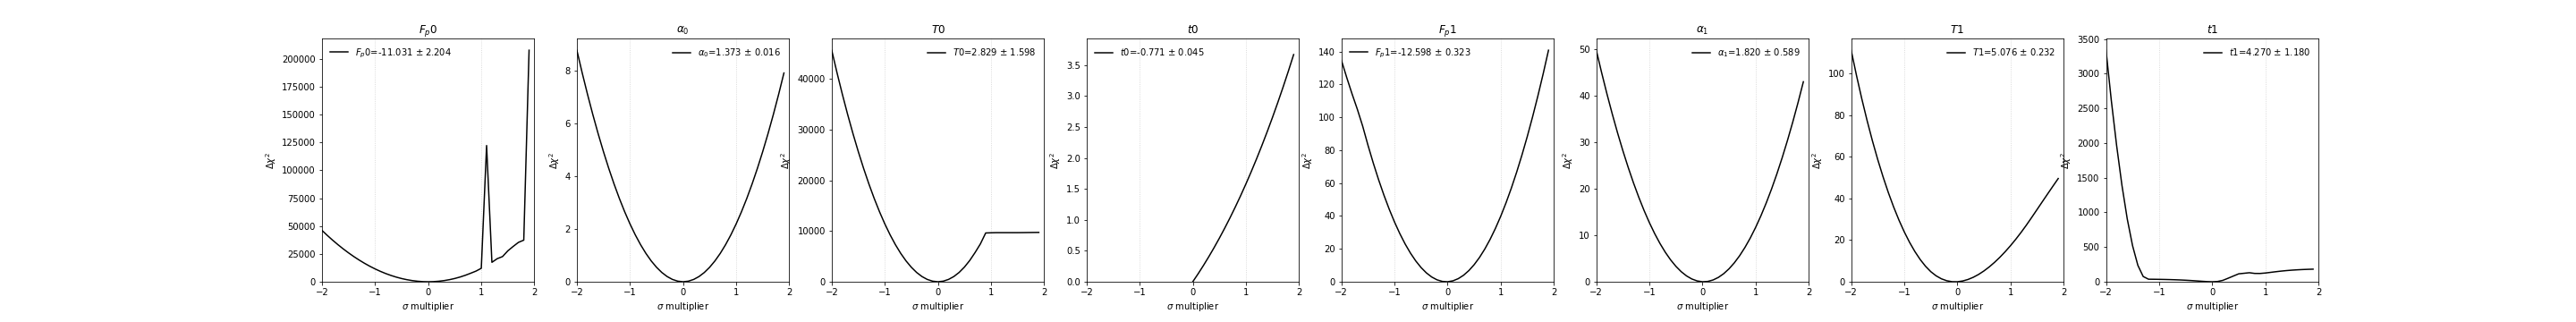 F_p0
F_p0=-11.031 ± 2.204
200000
175000
150000
125000
100000
75000
50000
25000
0
Δχ²
−2 −1 0 1 2
σ multiplier
α₀
α₀=1.373 ± 0.016
8
6
4
2
0
Δχ²
−2 −1 0 1 2
σ multiplier
T0
T0=2.829 ± 1.598
40000
30000
20000
10000
0
Δχ²
−2 −1 0 1 2
σ multiplier
t0
t0=-0.771 ± 0.045
3.5
3.0
2.5
2.0
1.5
1.0
0.5
0.0
Δχ²
−2 −1 0 1 2
σ multiplier
F_p1
F_p1=-12.598 ± 0.323
140
120
100
80
60
40
20
0
Δχ²
−2 −1 0 1 2
σ multiplier
α₁
α₁=1.820 ± 0.589
50
40
30
20
10
0
Δχ²
−2 −1 0 1 2
σ multiplier
T1
T1=5.076 ± 0.232
100
80
60
40
20
0
Δχ²
−2 −1 0 1 2
σ multiplier
t1
t1=4.270 ± 1.180
3500
3000
2500
2000
1500
1000
500
0
Δχ²
−2 −1 0 1 2
σ multiplier